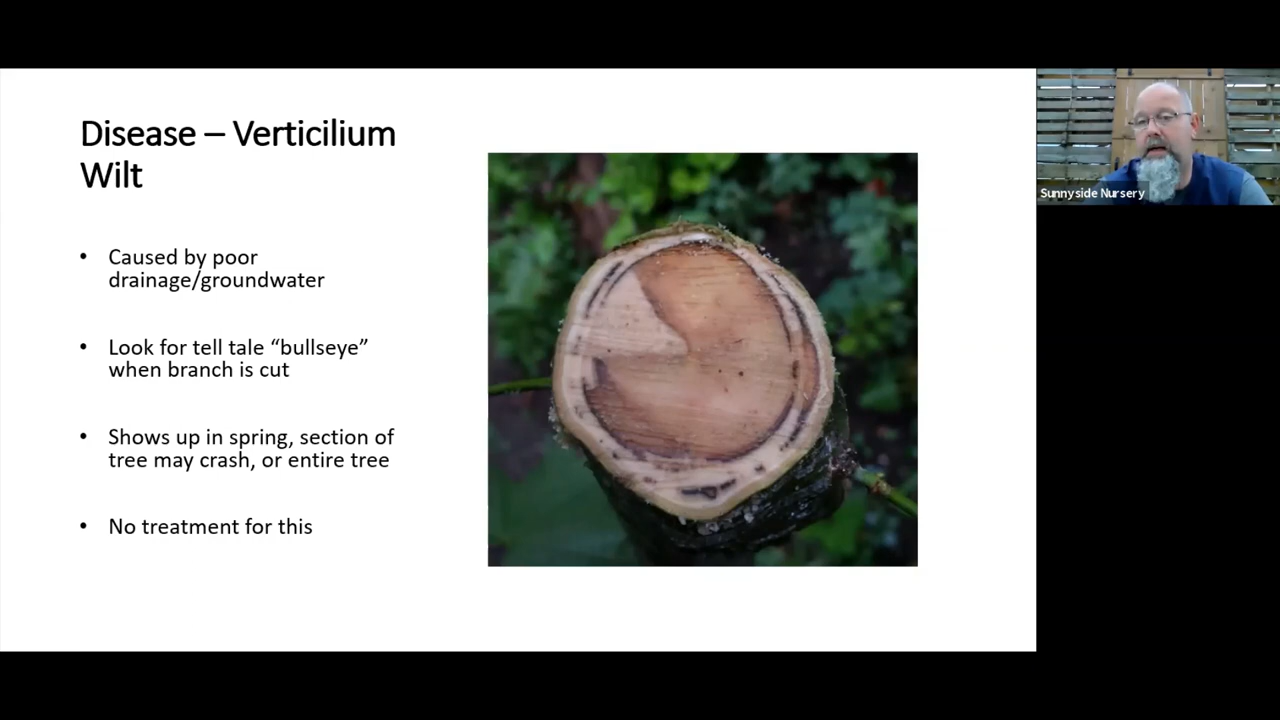 Disease – Verticilium
Wilt
• Caused by poor
drainage/groundwater
• Look for tell tale “bullseye”
when branch is cut
• Shows up in spring, section of
tree may crash, or entire tree
• No treatment for this
Sunnyside Nursery